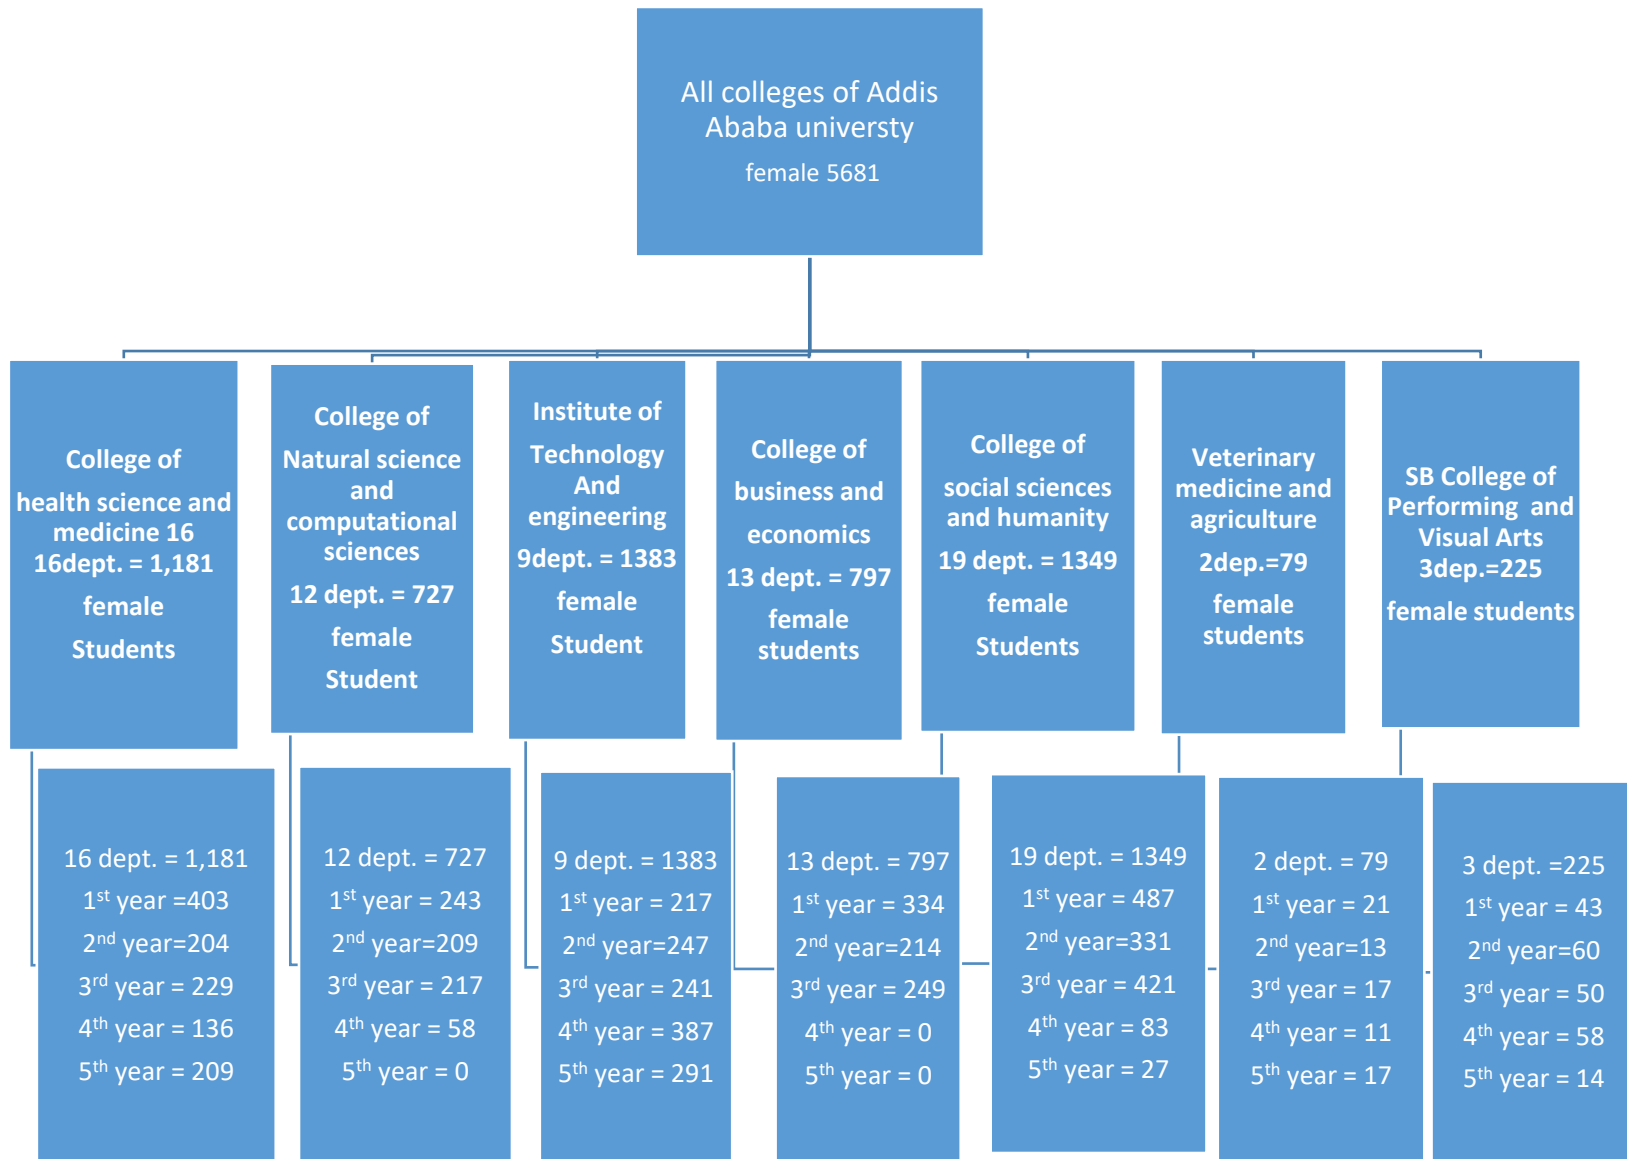 All colleges of Addis
Ababa universty
female 5681
College of
health science and
medicine 16
16dept. = 1,181
female
Students
College of
Natural science
and
computational
sciences
12 dept. = 727
female
Student
Institute of
Technology
And
engineering
9dept. = 1383
female
Student
College of
business and
economics
13 dept. = 797
female
students
College of
social sciences
and humanity
19 dept. = 1349
female
Students
Veterinary
medicine and
agriculture
2dep.=79
female
students
SB College of
Performing and
Visual Arts
3dep.=225
female students
16 dept. = 1,181
1st year =403
2nd year=204
3rd year = 229
4th year = 136
5th year = 209
12 dept. = 727
1st year = 243
2nd year=209
3rd year = 217
4th year = 58
5th year = 0
9 dept. = 1383
1st year = 217
2nd year=247
3rd year = 241
4th year = 387
5th year = 291
13 dept. = 797
1st year = 334
2nd year=214
3rd year = 249
4th year = 0
5th year = 0
19 dept. = 1349
1st year = 487
2nd year=331
3rd year = 421
4th year = 83
5th year = 27
2 dept. = 79
1st year = 21
2nd year=13
3rd year = 17
4th year = 11
5th year = 17
3 dept. =225
1st year = 43
2nd year=60
3rd year = 50
4th year = 58
5th year = 14